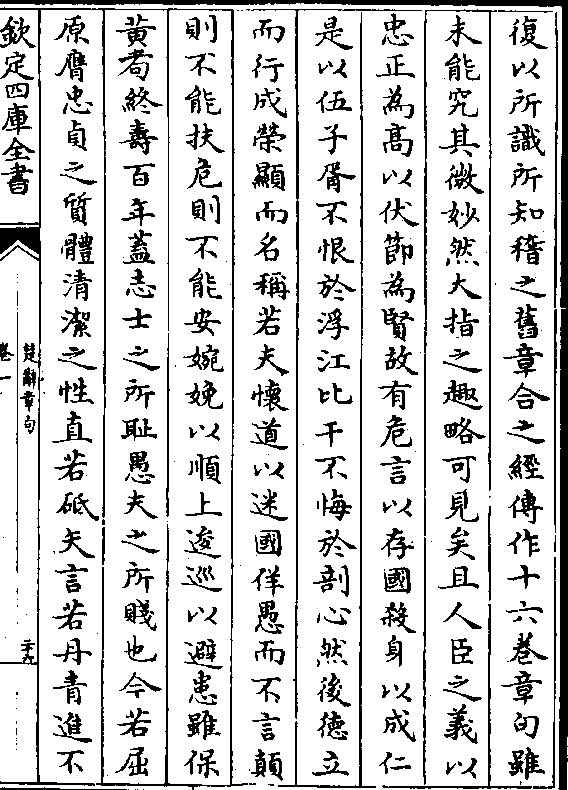 復以所識所知稽之舊章合之經傳作十六卷章句雖
未能究其微妙然大指之趣略可見矣且人臣之義以
忠正為髙以伏節為賢故有危言以存國殺身以成仁
是以伍子胥不恨於浮江比干不悔於剖心然後徳立
而行成榮顯而名稱若夫懷道以迷國佯愚而不言顛
則不能扶危則不能安婉娩以順上逡巡以避患雖保
黄耇終壽百年蓋志士之所耻愚夫之所賤也今若屈
原膺忠貞之質體清潔之性直若砥矢言若丹青進不
欽定四庫全書
楚辭章句
卷一
二十六